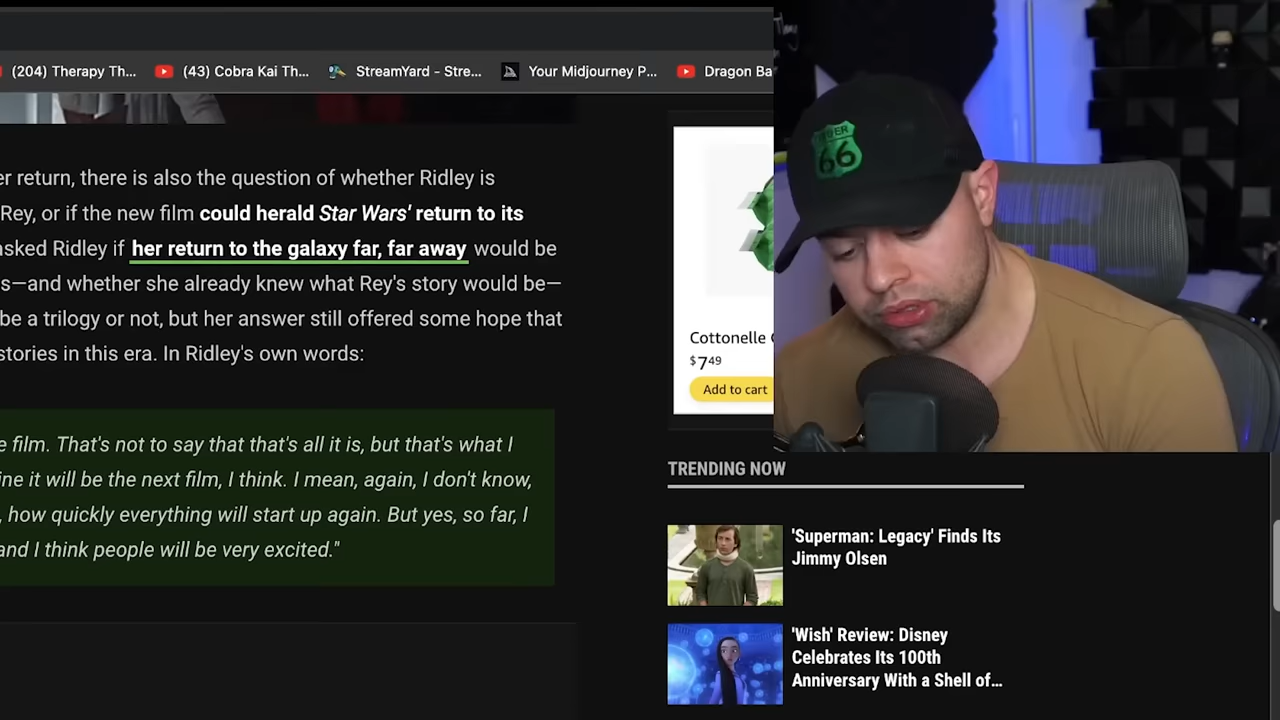 (204) Therapy Th...
(43) Cobra Kai Th...
StreamYard - Stre...
Your Midjourney P...
Dragon Ba
er return, there is also the question of whether Ridley is
Rey, or if the new film could herald Star Wars' return to its
asked Ridley if her return to the galaxy far, far away would be
s—and whether she already knew what Rey's story would be—
be a trilogy or not, but her answer still offered some hope that
stories in this era. In Ridley's own words:
e film. That's not to say that that's all it is, but that's what I
ine it will be the next film, I think. I mean, again, I don't know,
, how quickly everything will start up again. But yes, so far, I
and I think people will be very excited."
Cottonelle
$7.49
Add to cart
66
TRENDING NOW
'Superman: Legacy' Finds Its
Jimmy Olsen
'Wish' Review: Disney
Celebrates Its 100th
Anniversary With a Shell of...